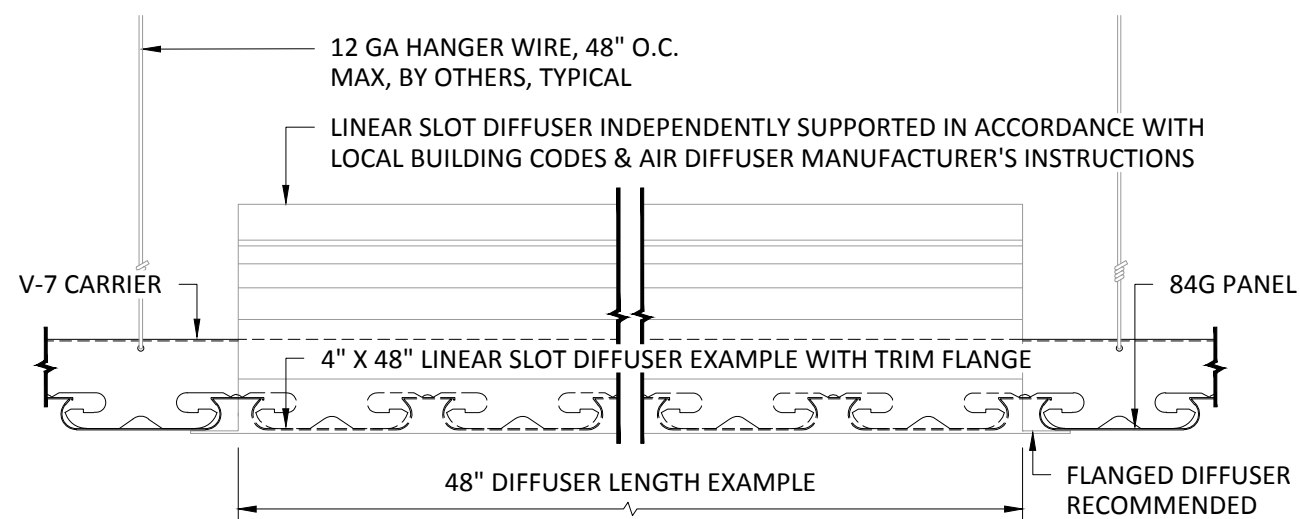 12 GA HANGER WIRE, 48" O.C.
MAX, BY OTHERS, TYPICAL
LINEAR SLOT DIFFUSER INDEPENDENTLY SUPPORTED IN ACCORDANCE WITH
LOCAL BUILDING CODES & AIR DIFFUSER MANUFACTURER'S INSTRUCTIONS
V-7 CARRIER
84G PANEL
4" X 48" LINEAR SLOT DIFFUSER EXAMPLE WITH TRIM FLANGE
48" DIFFUSER LENGTH EXAMPLE
FLANGED DIFFUSER
RECOMMENDED